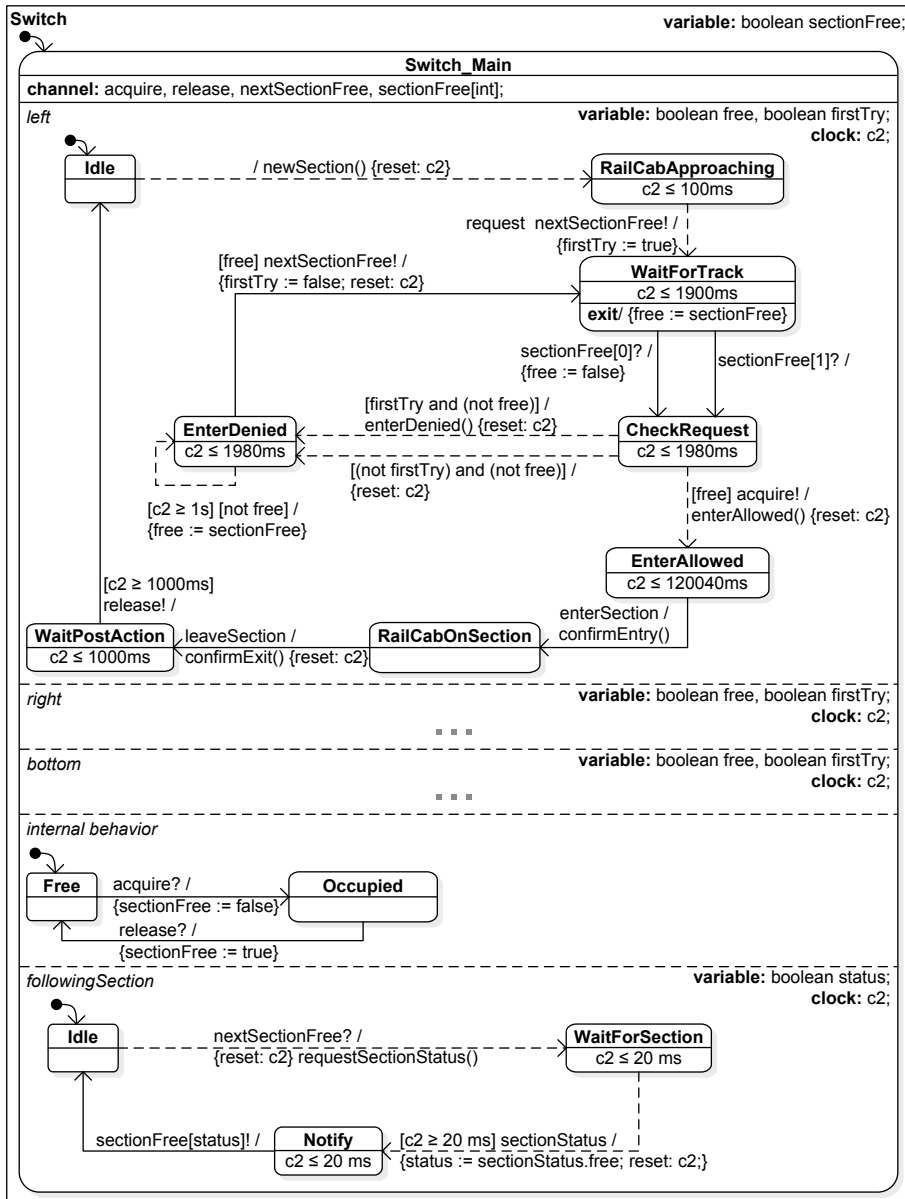 Switch
variable: boolean sectionFree;
Switch_Main
channel: acquire, release, nextSectionFree, sectionFree[int];
left
variable: boolean free, boolean firstTry;
clock: c2;
Idle
/ newSection() {reset: c2}
RailCabApproaching
c2 ≤ 100ms
request nextSectionFree! /
{firstTry := true}
[free] nextSectionFree! /
{firstTry := false; reset: c2}
WaitForTrack
c2 ≤ 1900ms
exit/ {free := sectionFree}
sectionFree[0]? /
{free := false}
sectionFree[1]? /
[firstTry and (not free)] /
enterDenied() {reset: c2}
EnterDenied
c2 ≤ 1980ms
CheckRequest
c2 ≤ 1980ms
[(not firstTry) and (not free)] /
{reset: c2}
[c2 ≥ 1s] [not free] /
{free := sectionFree}
[free] acquire! /
enterAllowed() {reset: c2}
EnterAllowed
c2 ≤ 120040ms
[c2 ≥ 1000ms]
release! /
enterSection /
confirmEntry()
WaitPostAction
c2 ≤ 1000ms
leaveSection /
confirmExit() {reset: c2}
RailCabOnSection
right
variable: boolean free, boolean firstTry;
clock: c2;
bottom
variable: boolean free, boolean firstTry;
clock: c2;
internal behavior
Free
acquire? /
{sectionFree := false}
Occupied
release? /
{sectionFree := true}
followingSection
variable: boolean status;
clock: c2;
Idle
nextSectionFree? /
{reset: c2} requestSectionStatus()
WaitForSection
c2 ≤ 20 ms
sectionFree[status]! /
Notify
c2 ≤ 20 ms
[c2 ≥ 20 ms] sectionStatus /
{status := sectionStatus.free; reset: c2;}